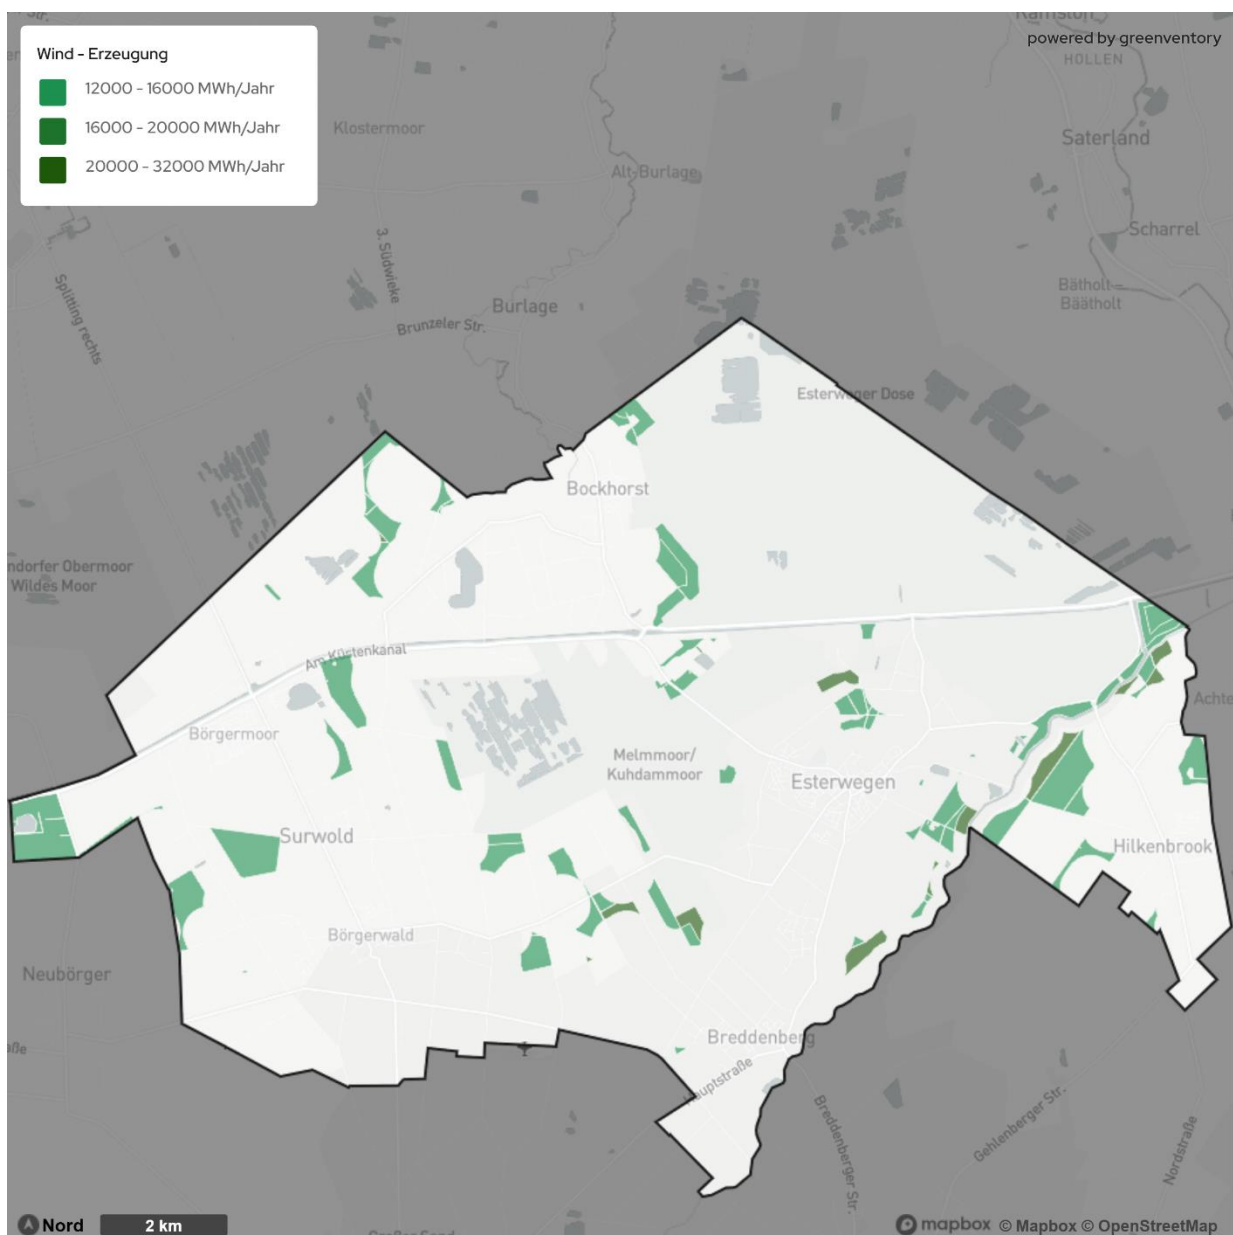 Ramsloh
powered by greenventory
HOLLEN
Wind - Erzeugung
12000 - 16000 MWh/Jahr
16000 - 20000 MWh/Jahr
20000 - 32000 MWh/Jahr
Klostermoor
Saterland
Alt-Burlage
3. Südwieke
Scharrel
Splitting rechts
Bätholt -
Bäätholt
Burlage
Brunzeler Str.
Esterweger Dose
Bockhorst
ndorfer Obermoor
Wildes Moor
Am Küstenkanal
Achte
Börgermoor
Melmmoor/
Kuhdammoor
Esterwegen
Surwold
Hilkenbrook
Börgerwald
Neubörger
Breddenberg
Hauptstraße
Breddenberger Str.
Gehlenberger Str.
Nordstraße
Nord
2 km
mapbox © Mapbox © OpenStreetMap